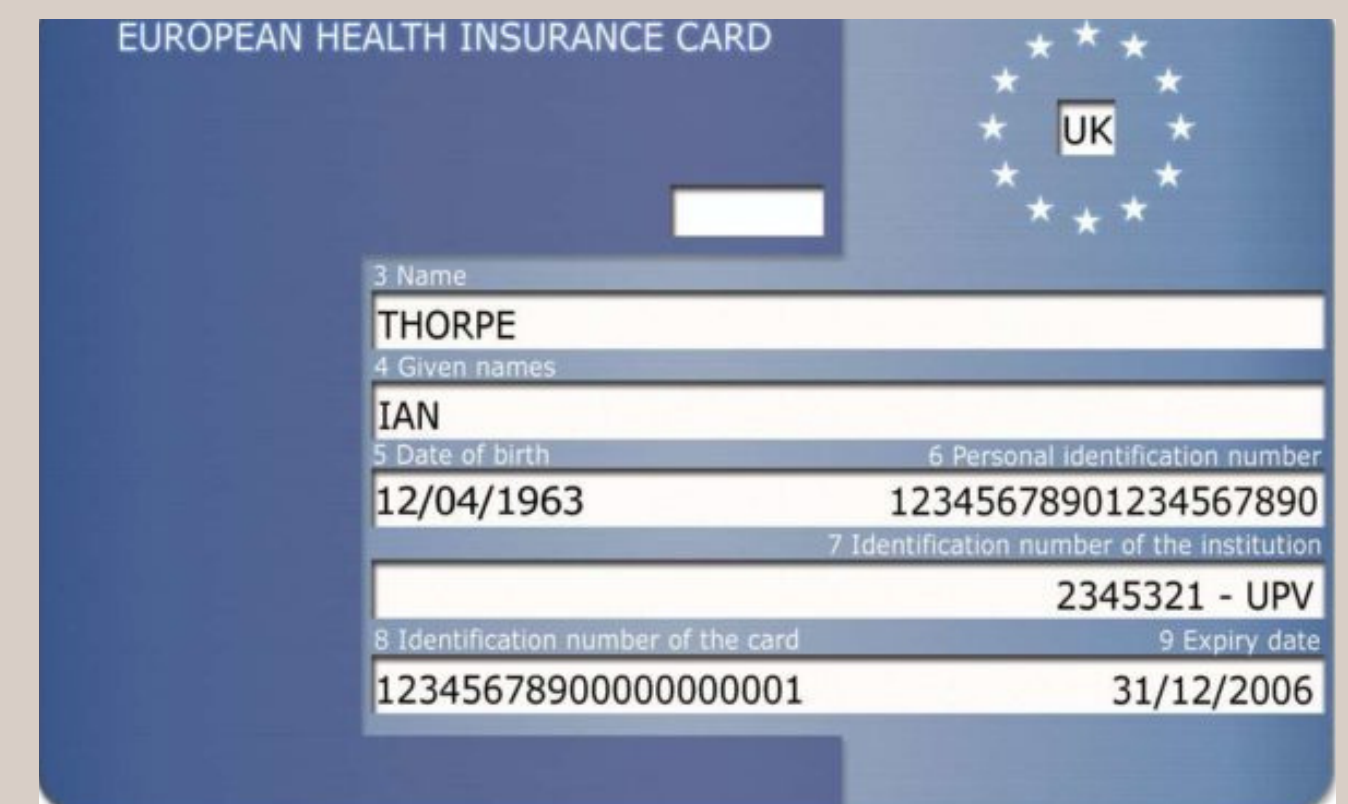 EUROPEAN HEALTH INSURANCE CARD
UK
3 Name
THORPE
4 Given names
IAN
5 Date of birth 6 Personal identification number
12/04/1963 12345678901234567890
7 Identification number of the institution
2345321 - UPV
8 Identification number of the card 9 Expiry date
12345678900000000001 31/12/2006